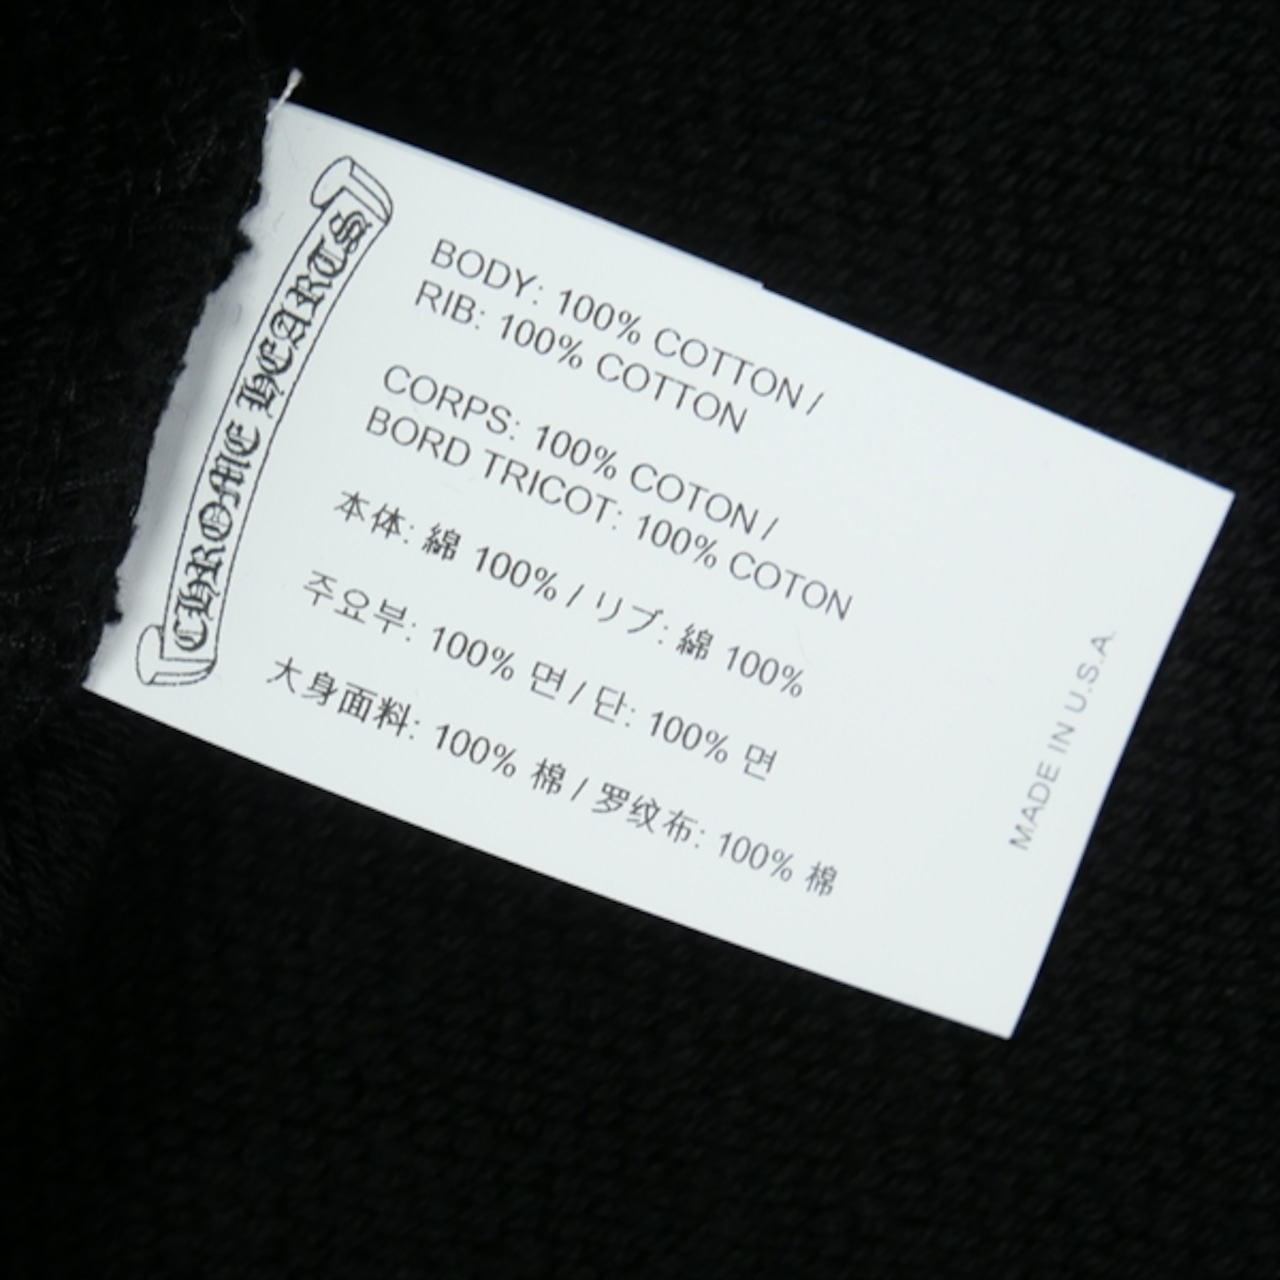 CHROME HEARTS
BODY: 100% COTTON /
RIB: 100% COTTON
CORPS: 100% COTON /
BORD TRICOT: 100% COTON
本体: 綿 100% / リブ: 綿 100%
주요부: 100% 면 / 단: 100% 면
大身面料: 100% 棉 / 罗纹布: 100% 棉
MADE IN U.S.A.